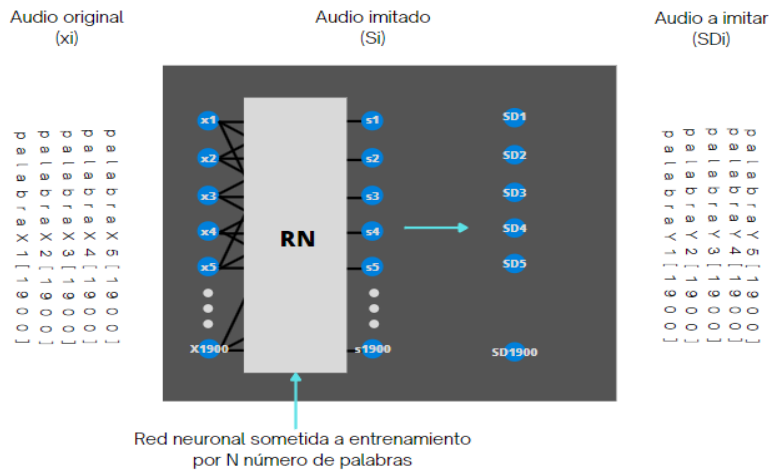 Audio original
(xi)
Audio imitado
(Si)
Audio a imitar
(SDi)
palabraX1[1900]
palabraX2[1900]
palabraX3[1900]
palabraX4[1900]
palabraX5[1900]
x1
x2
x3
x4
x5
X1900
RN
s1
s2
s3
s4
s5
s1900
SD1
SD2
SD3
SD4
SD5
SD1900
palabraY1[1900]
palabraY2[1900]
palabraY3[1900]
palabraY4[1900]
palabraY5[1900]
Red neuronal sometida a entrenamiento
por N número de palabras